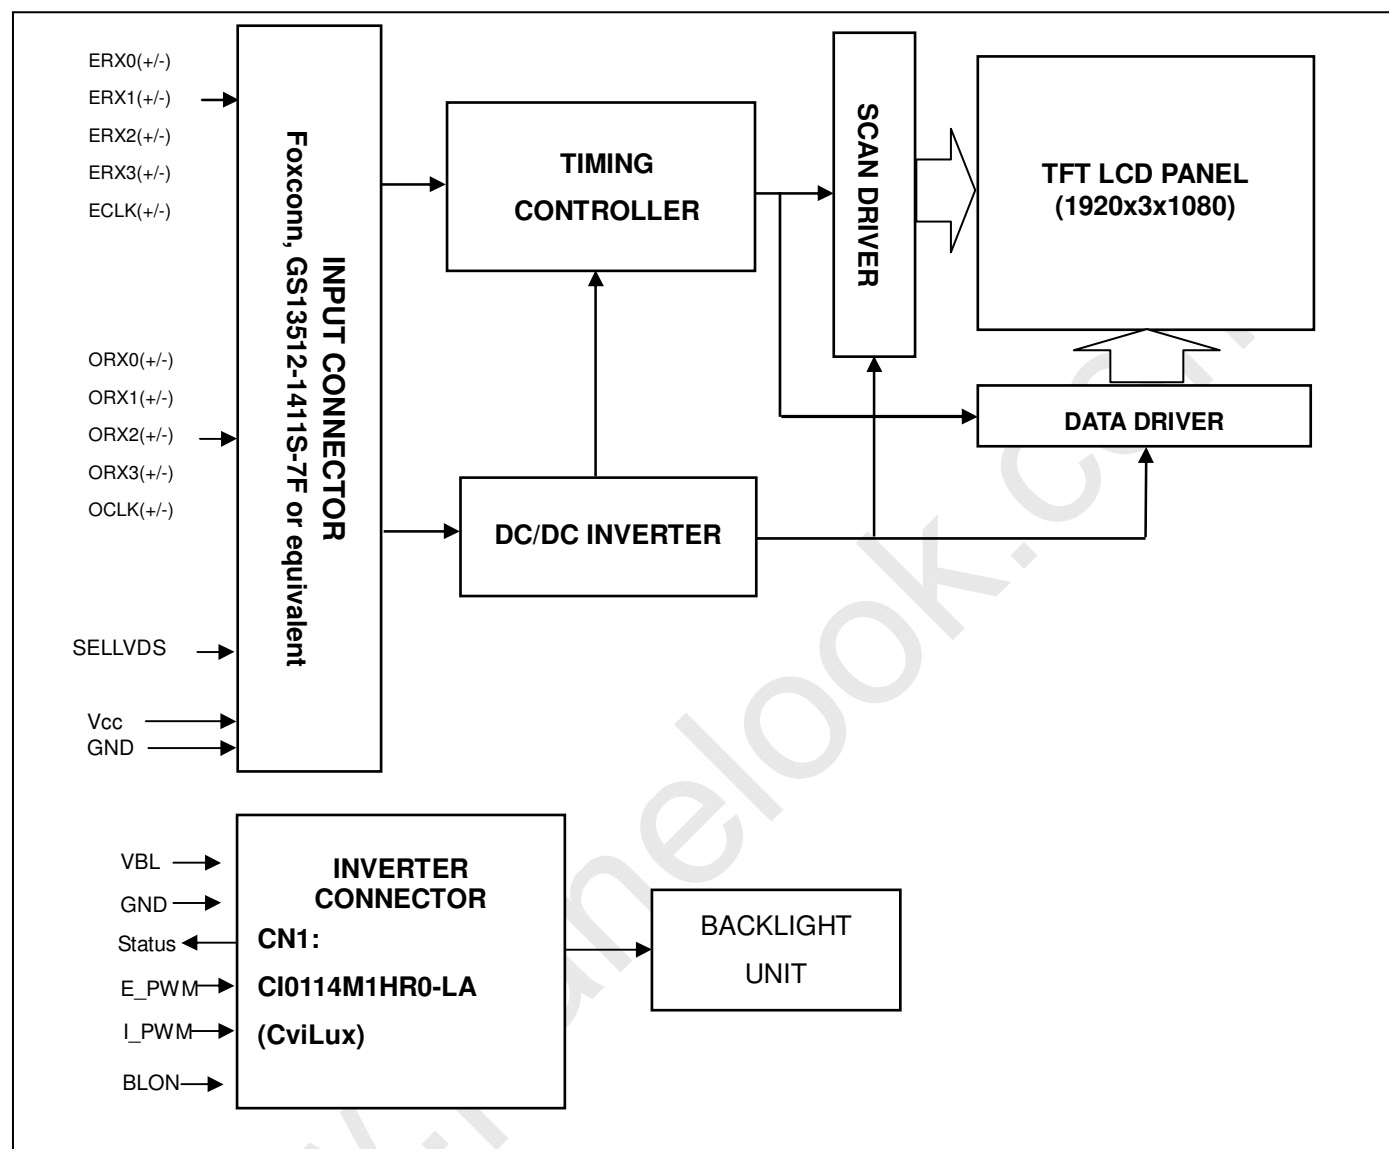 ERX0(+/-)
ERX1(+/-)
ERX2(+/-)
ERX3(+/-)
ECLK(+/-)
ORX0(+/-)
ORX1(+/-)
ORX2(+/-)
ORX3(+/-)
OCLK(+/-)
SELLVDS
Vcc
GND
INPUT CONNECTOR
Foxconn, GS13512-1411S-7F or equivalent
TIMING
CONTROLLER
DC/DC INVERTER
SCAN DRIVER
TFT LCD PANEL
(1920x3x1080)
DATA DRIVER
VBL
GND
Status
E_PWM
I_PWM
BLON
INVERTER
CONNECTOR
CN1:
CI0114M1HR0-LA
(CviLux)
BACKLIGHT
UNIT